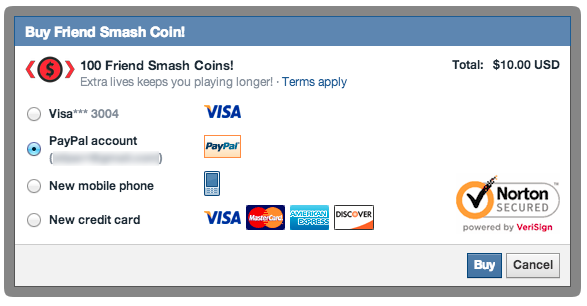 Buy Friend Smash Coin!
100 Friend Smash Coins!
Total: $10.00 USD
Extra lives keeps you playing longer! · Terms apply
Visa*** 3004
VISA
PayPal account
PayPal
New mobile phone
New credit card
VISA MasterCard AMERICAN EXPRESS DISCOVER
Norton
SECURED
powered by VeriSign
Buy Cancel